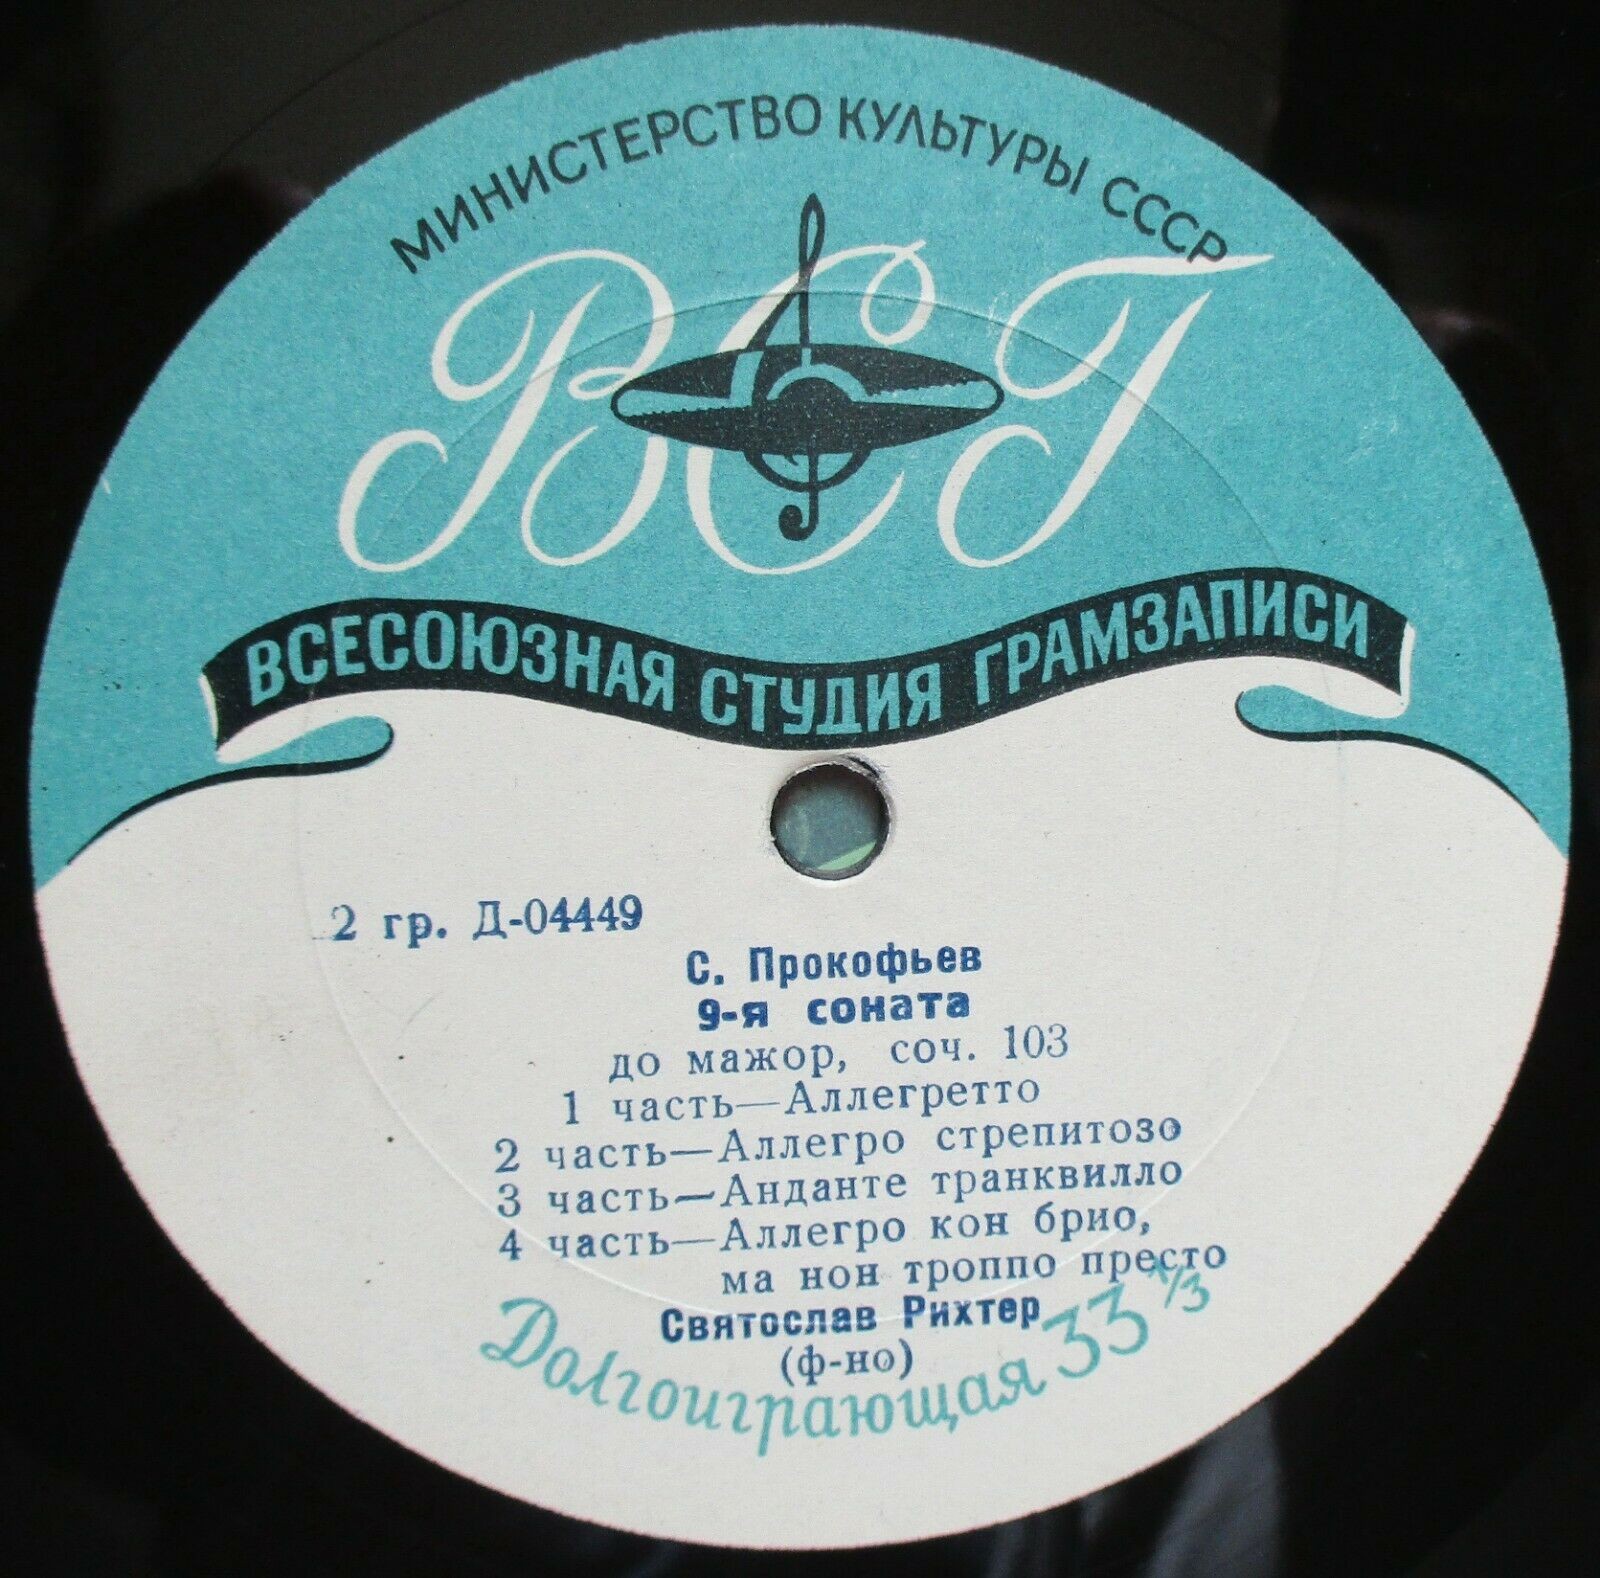 МИНИСТЕРСТВО КУЛЬТУРЫ СССР
ВСГ
ВСЕСОЮЗНАЯ СТУДИЯ ГРАМЗАПИСИ
2 гр. Д-04449
С. Прокофьев
9-я соната
до мажор, соч. 103
1 часть—Аллегретто
2 часть—Аллегро стрепитозо
3 часть—Анданте транквилло
4 часть—Аллегро кон брио,
ма нон троппо престо
Святослав Рихтер
(ф-но)
Долгоиграющая 33 1/3